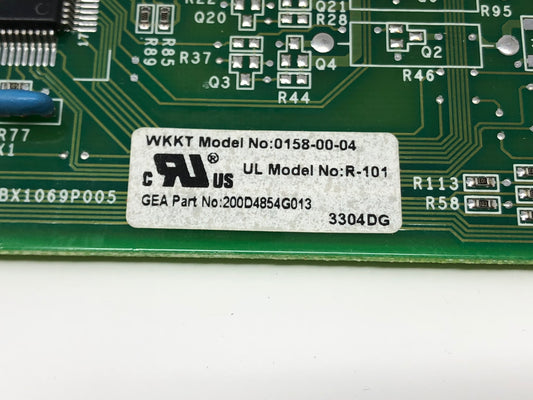 Q20
Q21
R28
R95
R37
R85
R89
Q4
Q2
Q3
R46
R44
R77
X1
WKKT Model No:0158-00-04
C RU ® US
UL Model No:R-101
BX1069P005
GEA Part No:200D4854G013
3304DG
R113
R58